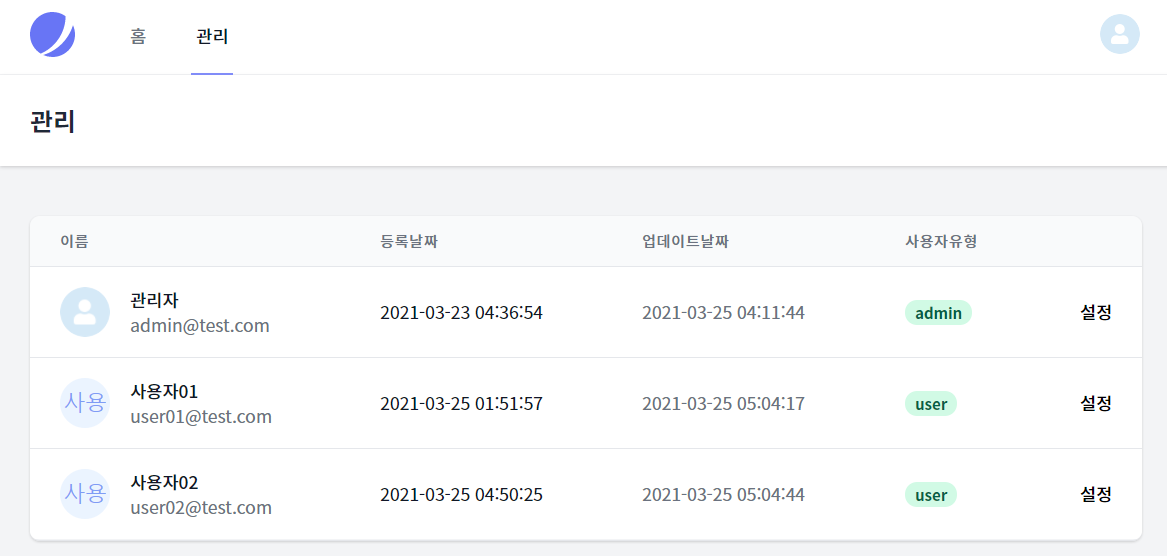 홈 관리
관리
이름 등록날짜 업데이트날짜 사용자유형
관리자
admin@test.com
2021-03-23 04:36:54 2021-03-25 04:11:44 admin 설정
사용 사용자01
user01@test.com
2021-03-25 01:51:57 2021-03-25 05:04:17 user 설정
사용 사용자02
user02@test.com
2021-03-25 04:50:25 2021-03-25 05:04:44 user 설정